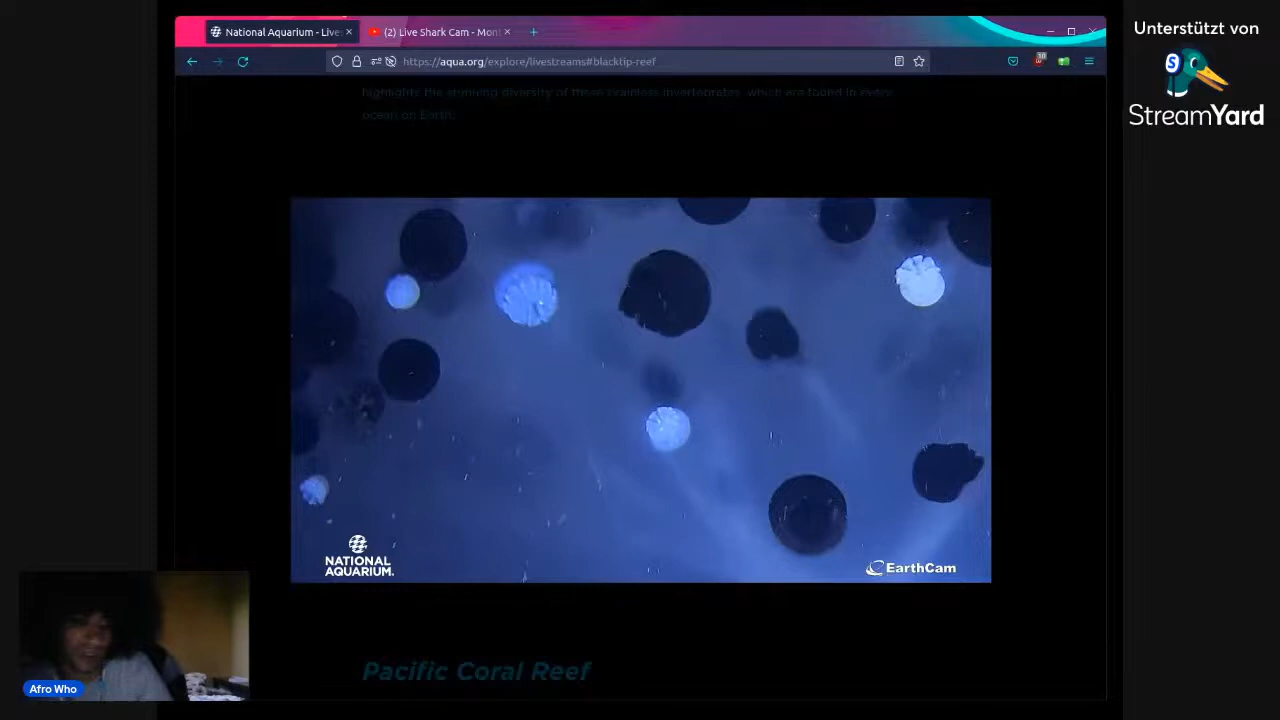 National Aquarium - Live
(2) Live Shark Cam - Mont
https://aqua.org/explore/livestreams#blacktip-reef
highlights the stunning diversity of these brainless invertebrates, which are found in every
ocean on Earth.
NATIONAL
AQUARIUM.
EarthCam
Pacific Coral Reef
Afro Who
Unterstützt von
S
StreamYard